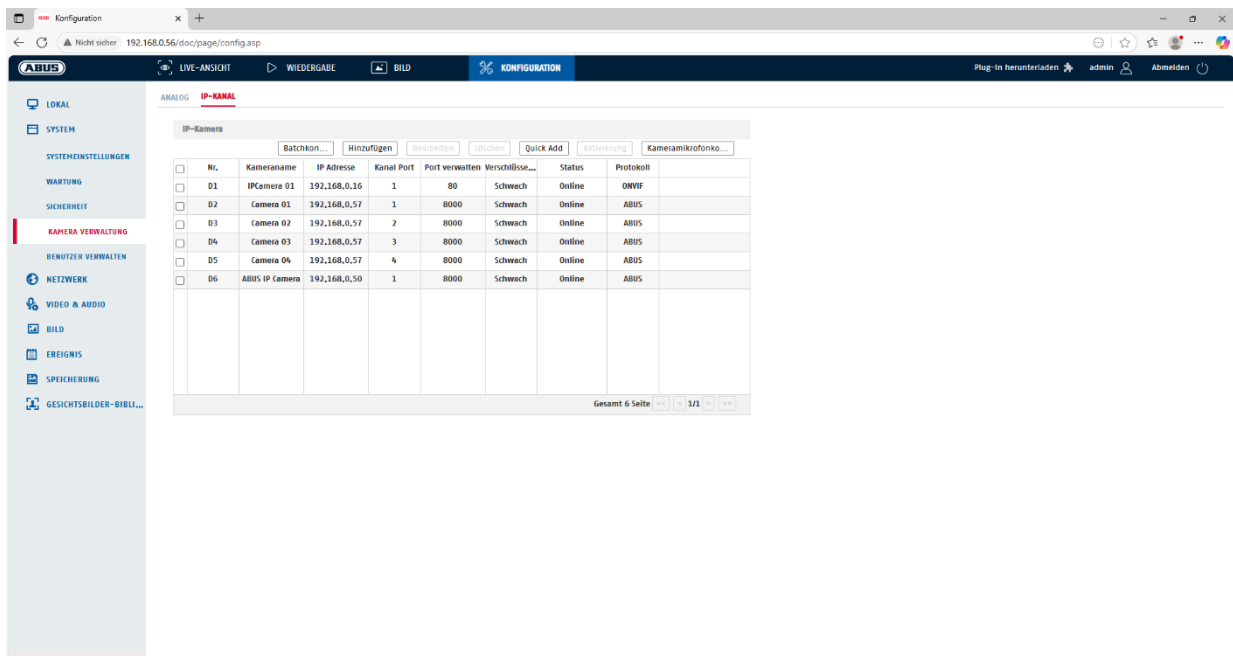 Konfiguration
Nicht sicher 192.168.0.56/doc/page/config.asp
ABUS LIVE-ANSICHT WIEDERGABE BILD KONFIGURATION Plug-In herunterladen admin Abmelden
LOKAL
SYSTEM
SYSTEMEINSTELLUNGEN
WARTUNG
SICHERHEIT
KAMERA VERWALTUNG
BENUTZER VERWALTEN
NETZWERK
VIDEO & AUDIO
BILD
EREIGNIS
SPEICHERUNG
GESICHTSBILDER-BIBLI...
ANALOG IP-KANAL
IP-Kamera
Batchkon... Hinzufügen Bearbeiten Löschen Quick Add Aktivierung Kameramikrofonko...
Nr. Kameraname IP Adresse Kanal Port Port verwalten Verschlüsse... Status Protokoll
D1 IPCamera 01 192.168.0.16 1 80 Schwach Online ONVIF
D2 Camera 01 192.168.0.57 1 8000 Schwach Online ABUS
D3 Camera 02 192.168.0.57 2 8000 Schwach Online ABUS
D4 Camera 03 192.168.0.57 3 8000 Schwach Online ABUS
D5 Camera 04 192.168.0.57 4 8000 Schwach Online ABUS
D6 ABUS IP Camera 192.168.0.50 1 8000 Schwach Online ABUS
Gesamt 6 Seite << < 1/1 > >>